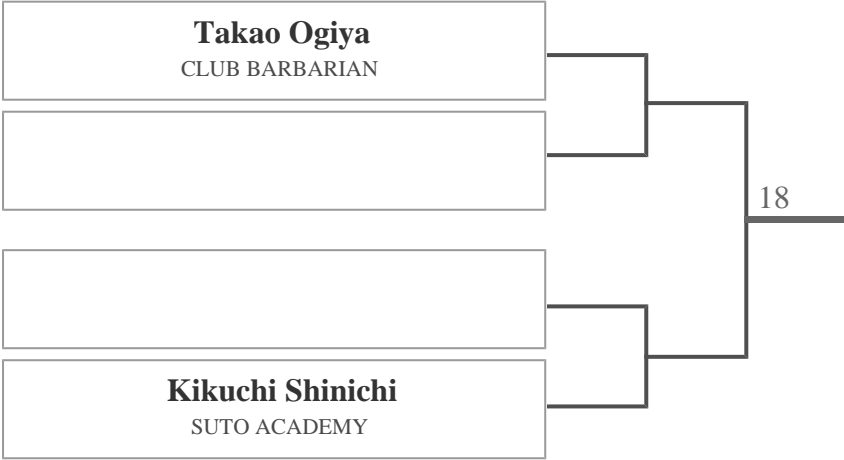 Takao Ogiya
CLUB BARBARIAN
18
Kikuchi Shinichi
SUTO ACADEMY